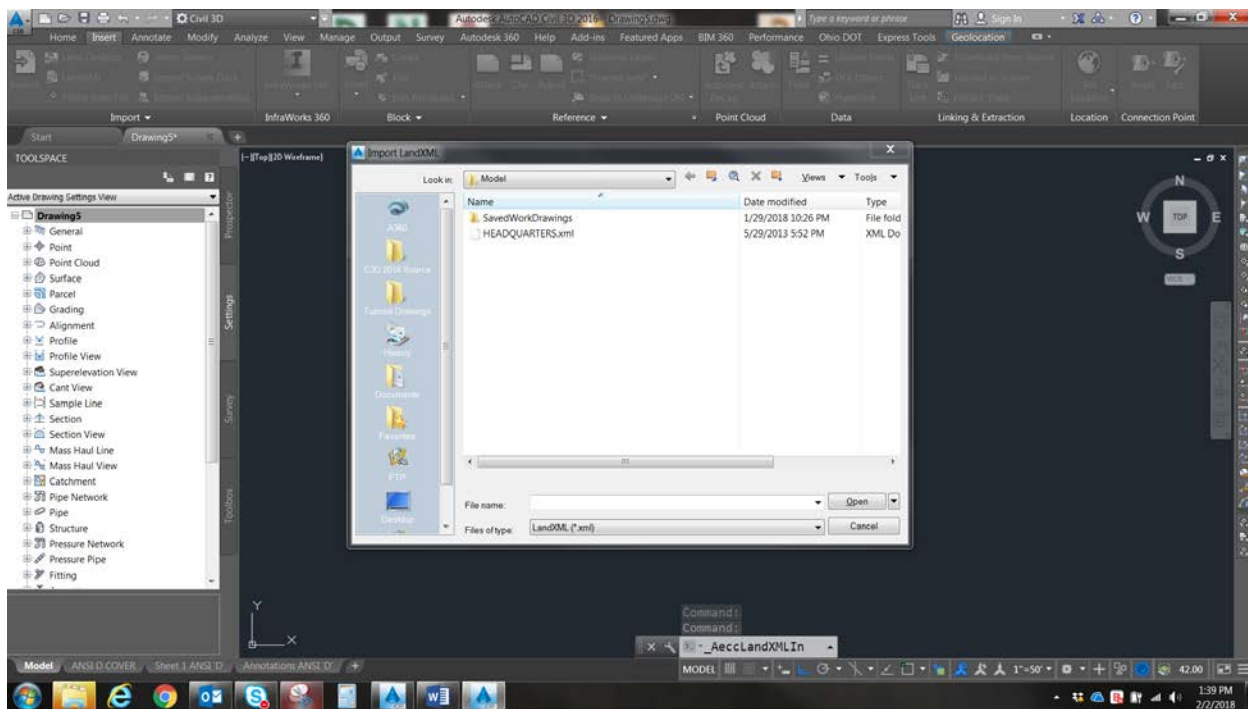 Civil 3D
Autodesk AutoCAD Civil 3D 2016 Drawing5.dwg
Type a keyword or phrase
Sign In
Home Insert Annotate Modify Analyze View Manage Output Survey Autodesk 360 Help Add-ins Featured Apps BIM 360 Performance Ohio DOT Express Tools Geolocation
Import InfraWorks 360 Block Reference Point Cloud Data Linking & Extraction Location Connection Point
Start Drawing5*
TOOLSPACE
[-][Top][2D Wireframe]
Active Drawing Settings View
Drawing5
General
Point
Point Cloud
Surface
Parcel
Grading
Alignment
Profile
Profile View
Superelevation View
Cant View
Sample Line
Section
Section View
Mass Haul Line
Mass Haul View
Catchment
Pipe Network
Pipe
Structure
Pressure Network
Pressure Pipe
Fitting
Prospector
Settings
Survey
Toolbox
Import LandXML
Look in: Model Views Tools
Name Date modified Type
SavedWorkDrawings 1/29/2018 10:26 PM File fold
HEADQUARTERS.xml 5/29/2013 5:52 PM XML Do
A360
C3D 2016 Source
Tutorial Drawings
History
Documents
Favorites
FTP
Desktop
File name: Open
Files of type: LandXML (*.xml) Cancel
N
W TOP E
S
Y
X
Command:
Command:
_AeccLandXMLIn
Model ANSI D COVER Sheet 1 ANSI D Annotations ANSI D
MODEL 1"=50' 42.00
1:39 PM
2/2/2018